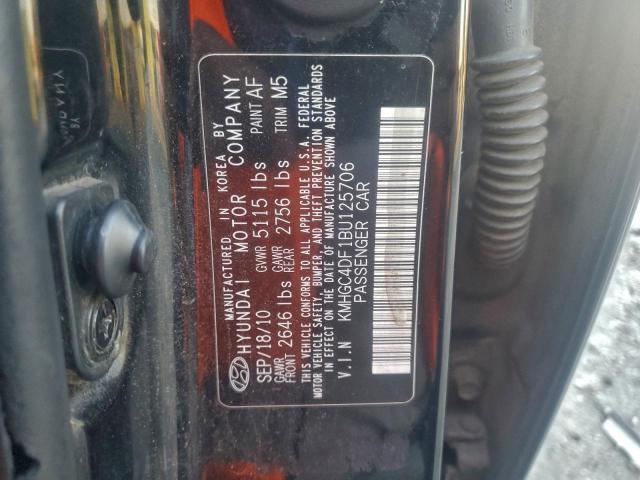 MANUFACTURED IN KOREA BY
HYUNDAI MOTOR COMPANY
SEP/18/10 GVWR 5115 lbs PAINT AF
GAWR FRONT 2646 lbs GAWR REAR 2756 lbs TRIM M5
THIS VEHICLE CONFORMS TO ALL APPLICABLE U.S.A. FEDERAL
MOTOR VEHICLE SAFETY, BUMPER, AND THEFT PREVENTION STANDARDS
IN EFFECT ON THE DATE OF MANUFACTURE SHOWN ABOVE
V.I.N KMHGC4DF1BU125706
PASSENGER CAR